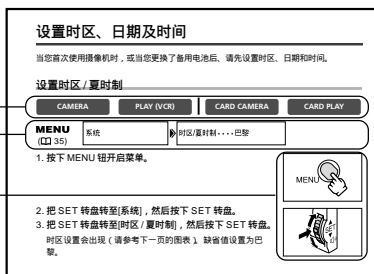 设置时区、日期及时间
当您首次使用摄像机时，或当您更换了备用电池后、请先设置时区、日期和时间。
设置时区 / 夏时制
CAMERA PLAY (VCR) CARD CAMERA CARD PLAY
MENU
(35)
系统 时区/夏时制····巴黎
1. 按下 MENU 钮开启菜单。
MENU
2. 把 SET 转盘转至[系统]，然后按下 SET 转盘。
3. 把 SET 转盘转至[时区 / 夏时制]，然后按下 SET 转盘。
时区设置会出现（请参考下一页的图表）。缺省值设置为巴
黎。
SET